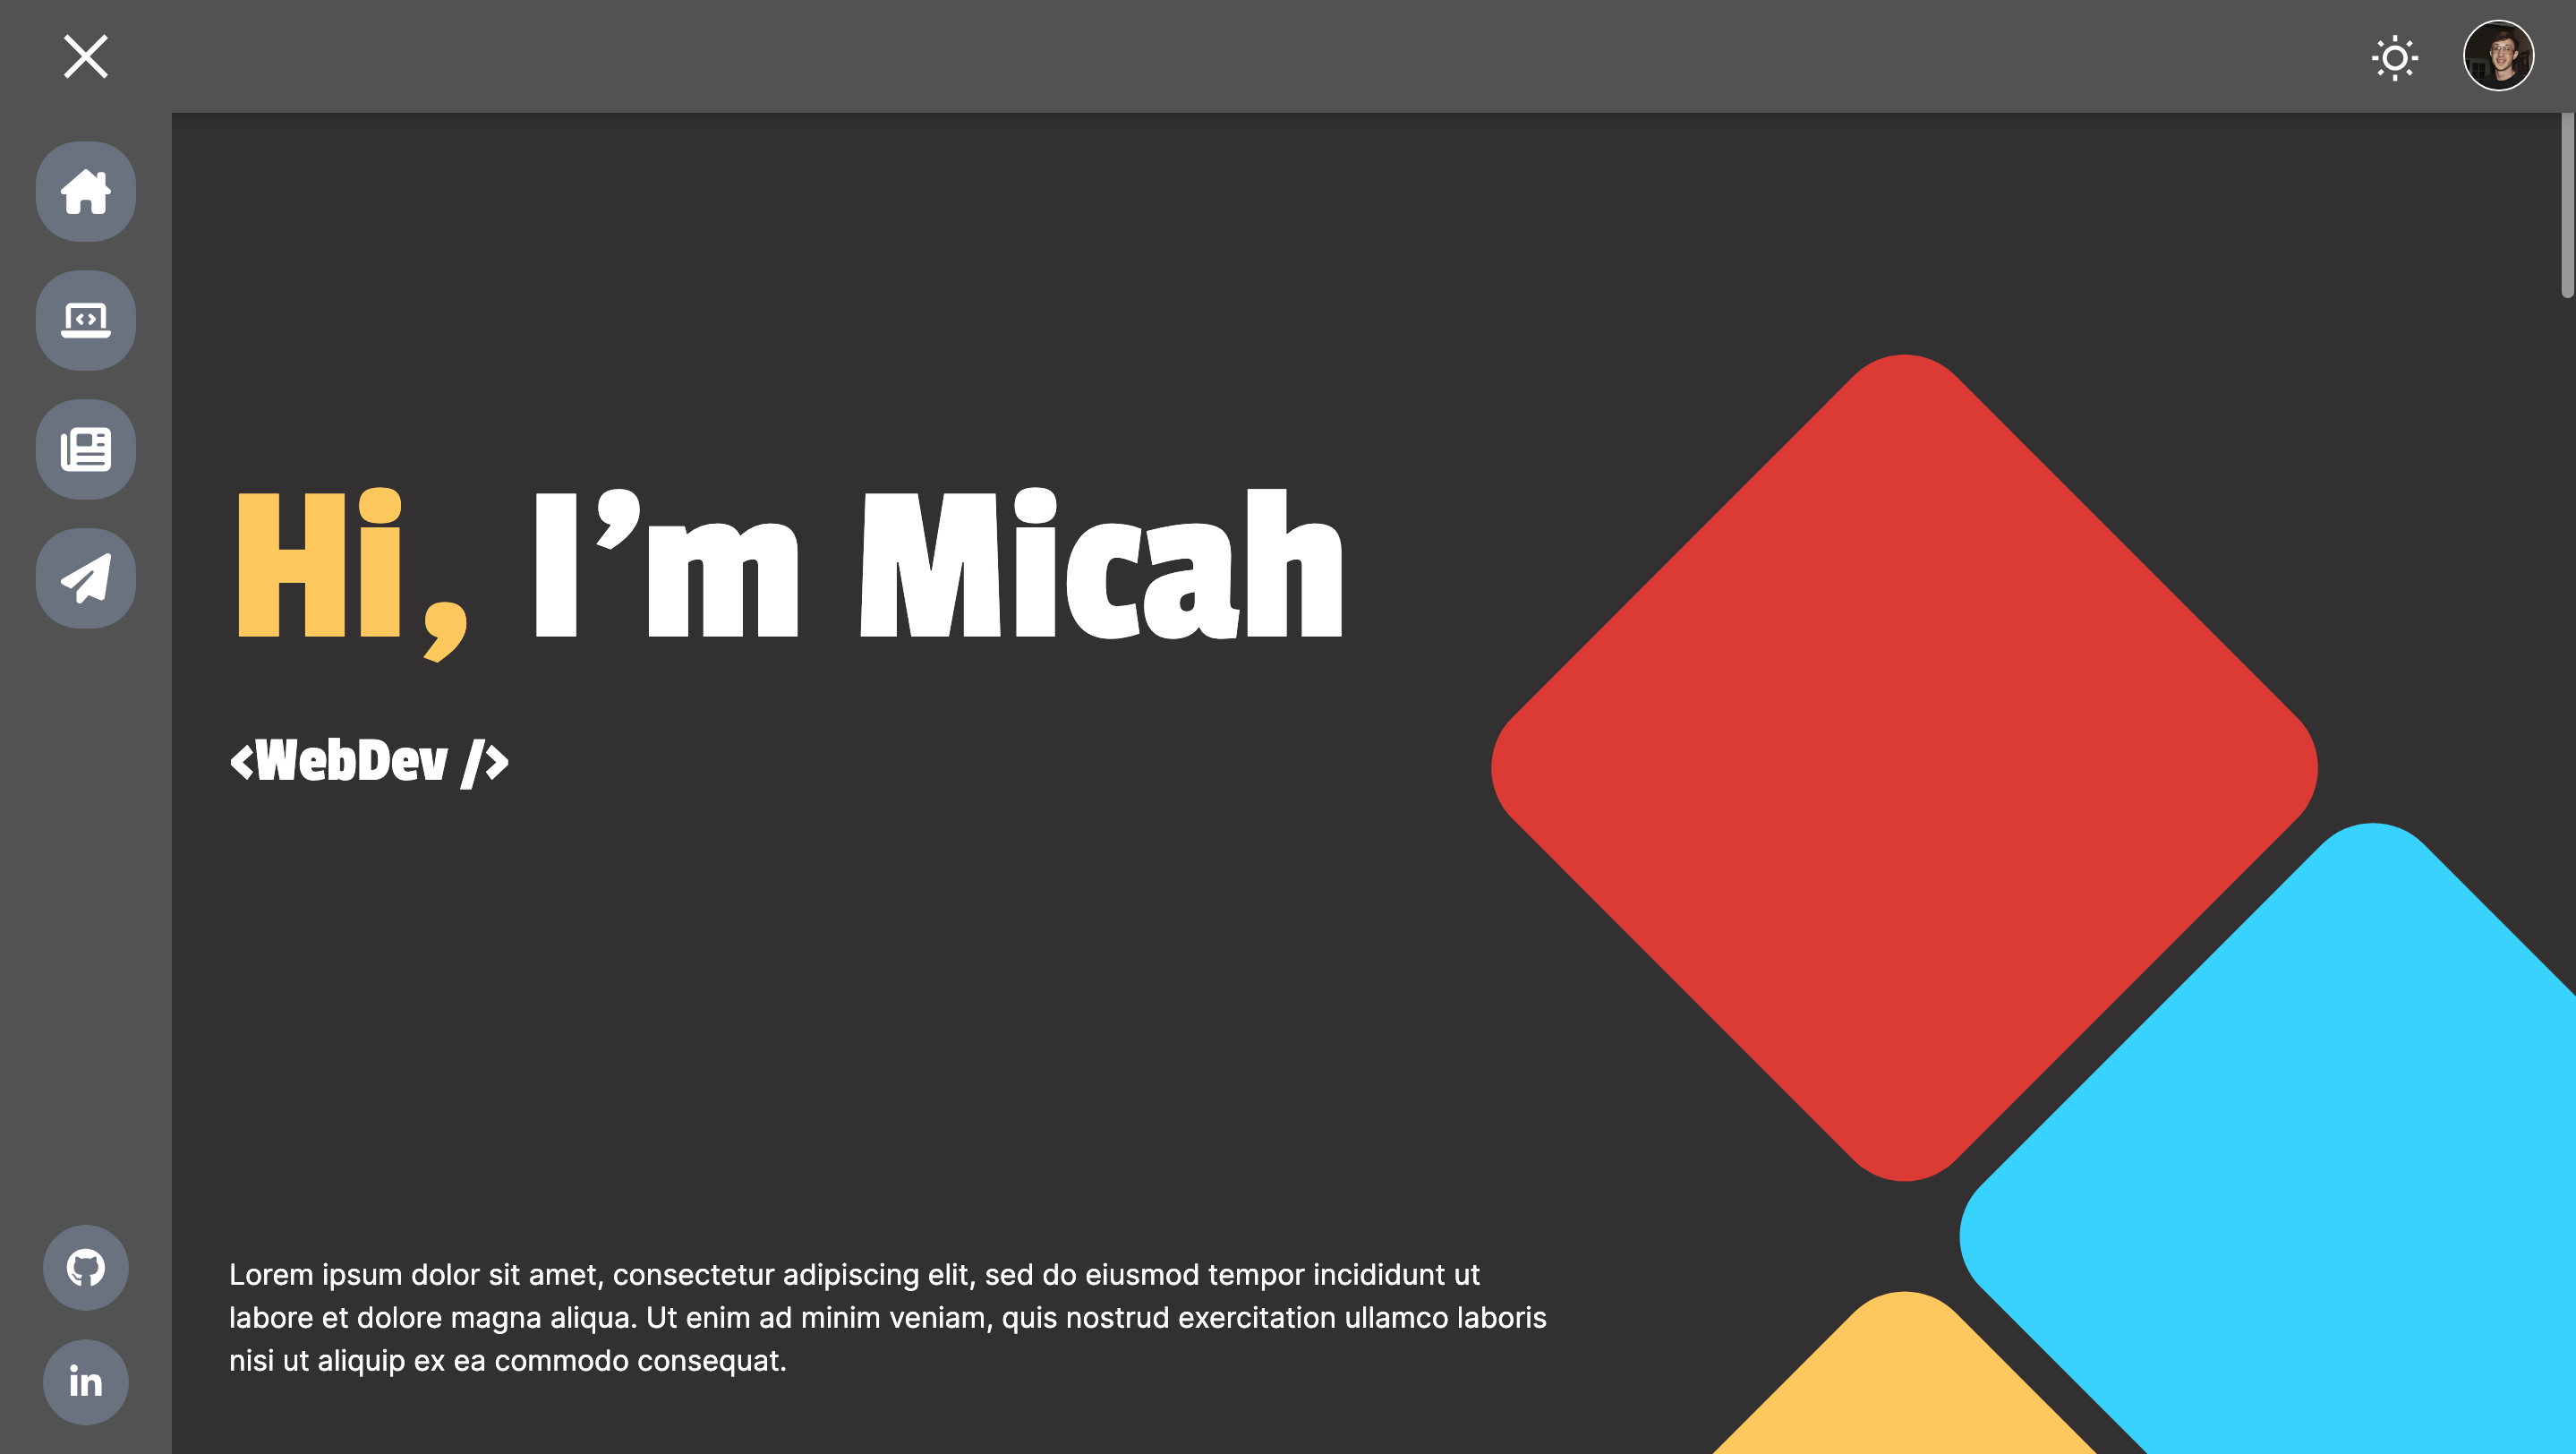 Hi, I’m Micah
<WebDev />
Lorem ipsum dolor sit amet, consectetur adipiscing elit, sed do eiusmod tempor incididunt ut
labore et dolore magna aliqua. Ut enim ad minim veniam, quis nostrud exercitation ullamco laboris
nisi ut aliquip ex ea commodo consequat.
in